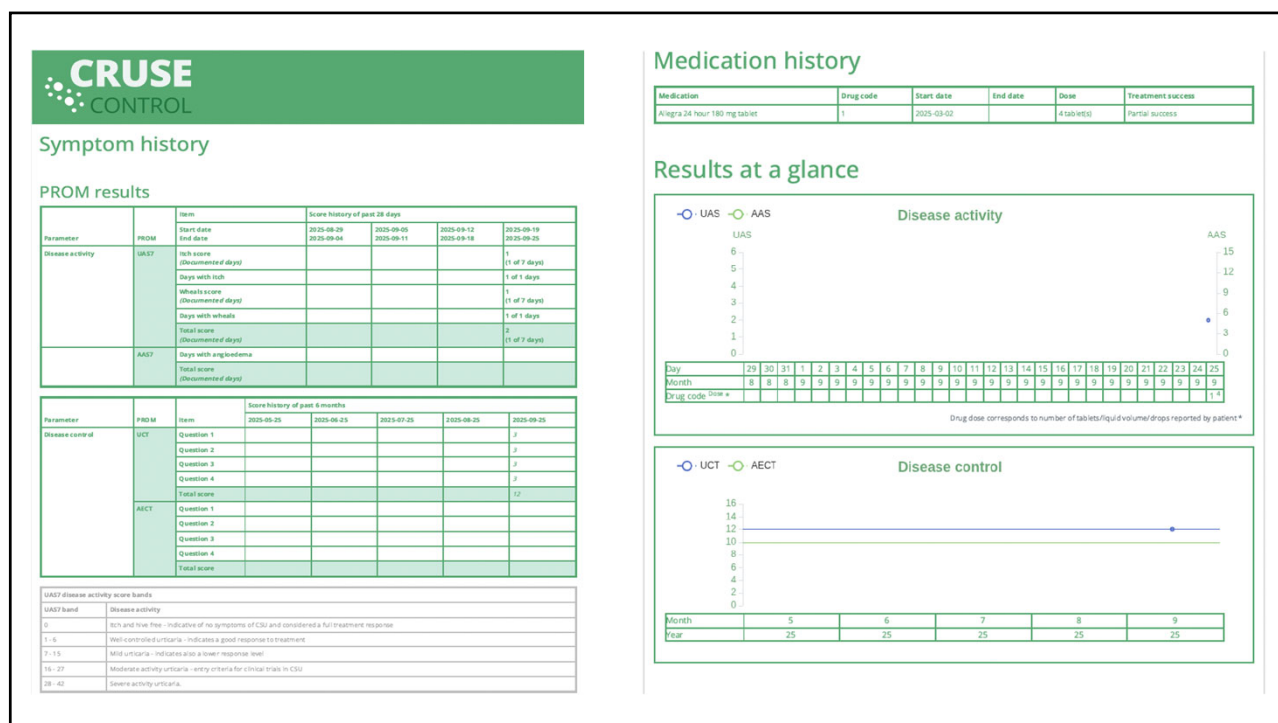 CRUSE
CONTROL
Symptom history
PROM results
Item Score history of past 28 days
Parameter PROM Start date End date 2025-08-29 2025-09-04 2025-09-05 2025-09-11 2025-09-12 2025-09-18 2025-09-19 2025-09-25
Disease activity UAS7 Itch score (Documented days) 1 (1 of 7 days)
Days with itch 1 of 1 days
Wheals score (Documented days) 1 (1 of 7 days)
Days with wheals 1 of 1 days
Total score (Documented days) 2 (1 of 7 days)
AAS7 Days with angioedema
Total score (Documented days)
Score history of past 6 months
Parameter PROM Item 2025-05-25 2025-06-25 2025-07-25 2025-08-25 2025-09-25
Disease control UCT Question 1 3
Question 2 3
Question 3 3
Question 4 3
Total score 12
AECT Question 1
Question 2
Question 3
Question 4
Total score
UAS7 disease activity score bands
UAS7 band Disease activity
0 Itch and hive free - indicative of no symptoms of CSU and considered a full treatment response
1 - 6 Well-controlled urticaria - indicates a good response to treatment
7 - 15 Mild urticaria - indicates also a lower response level
16 - 27 Moderate activity urticaria - entry criteria for clinical trials in CSU
28 - 42 Severe activity urticaria.
Medication history
Medication Drug code Start date End date Dose Treatment success
Allegra 24 hour 180 mg tablet 1 2025-03-02 4 tablet(s) Partial success
Results at a glance
UAS AAS Disease activity
UAS AAS
6 15
5 12
4 9
3 6
2 3
1 0
0
Day 29 30 31 1 2 3 4 5 6 7 8 9 10 11 12 13 14 15 16 17 18 19 20 21 22 23 24 25
Month 8 8 8 9 9 9 9 9 9 9 9 9 9 9 9 9 9 9 9 9 9 9 9 9 9 9 9 9
Drug code Dose * 1 4
Drug dose corresponds to number of tablets/liquid volume/drops reported by patient *
UCT AECT Disease control
16
14
12
10
8
6
4
2
0
Month 5 6 7 8 9
Year 25 25 25 25 25